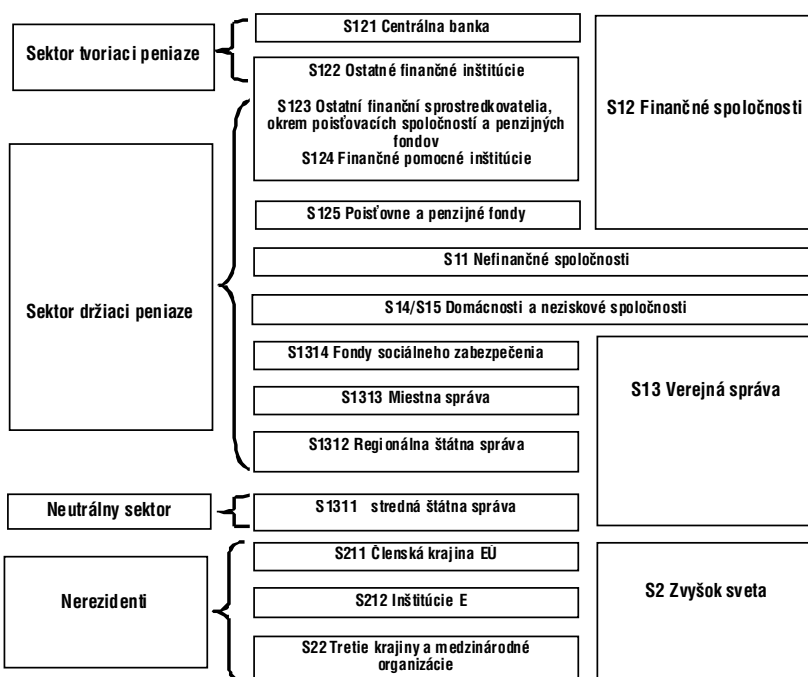 Sektor tvoriaci peniaze
S121 Centrálna banka
S122 Ostatné finančné inštitúcie
S123 Ostatní finanční sprostredkovatelia,
okrem poisťovacích spoločností a penzijných
fondov
S124 Finančné pomocné inštitúcie
S12 Finančné spoločnosti
Sektor držiaci peniaze
S125 Poisťovne a penzijné fondy
S11 Nefinančné spoločnosti
S14/S15 Domácnosti a neziskové spoločnosti
S1314 Fondy sociálneho zabezpečenia
S1313 Miestna správa
S1312 Regionálna štátna správa
S13 Verejná správa
Neutrálny sektor
S1311 stredná štátna správa
Nerezidenti
S211 Členská krajina EÚ
S212 Inštitúcie E
S22 Tretie krajiny a medzinárodné
organizácie
S2 Zvyšok sveta